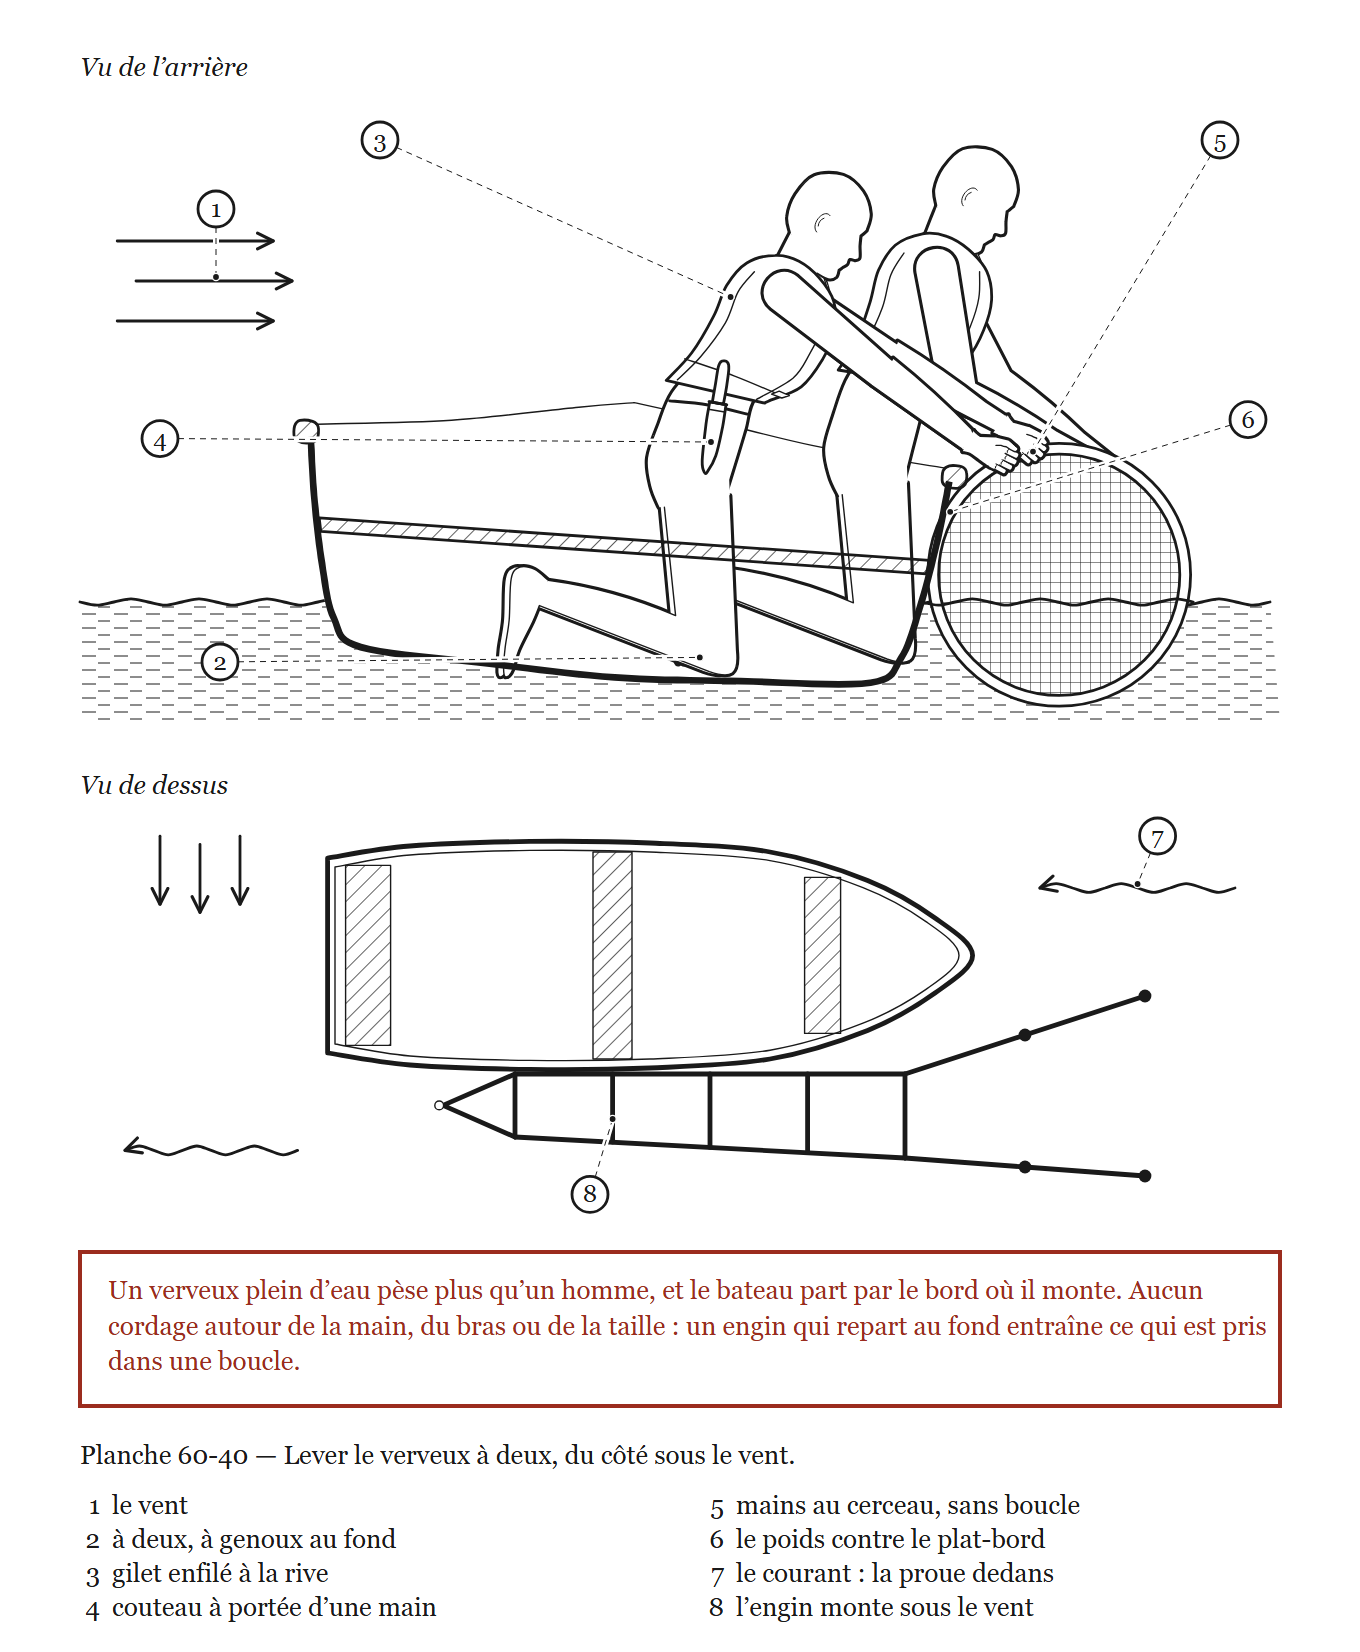 Vu de l’arrière
3
5
1
6
4
2
Vu de dessus
7
8
Un verveux plein d’eau pèse plus qu’un homme, et le bateau part par le bord où il monte. Aucun
cordage autour de la main, du bras ou de la taille : un engin qui repart au fond entraîne ce qui est pris
dans une boucle.
Planche 60-40 — Lever le verveux à deux, du côté sous le vent.
1 le vent
2 à deux, à genoux au fond
3 gilet enfilé à la rive
4 couteau à portée d’une main
5 mains au cerceau, sans boucle
6 le poids contre le plat-bord
7 le courant : la proue dedans
8 l’engin monte sous le vent